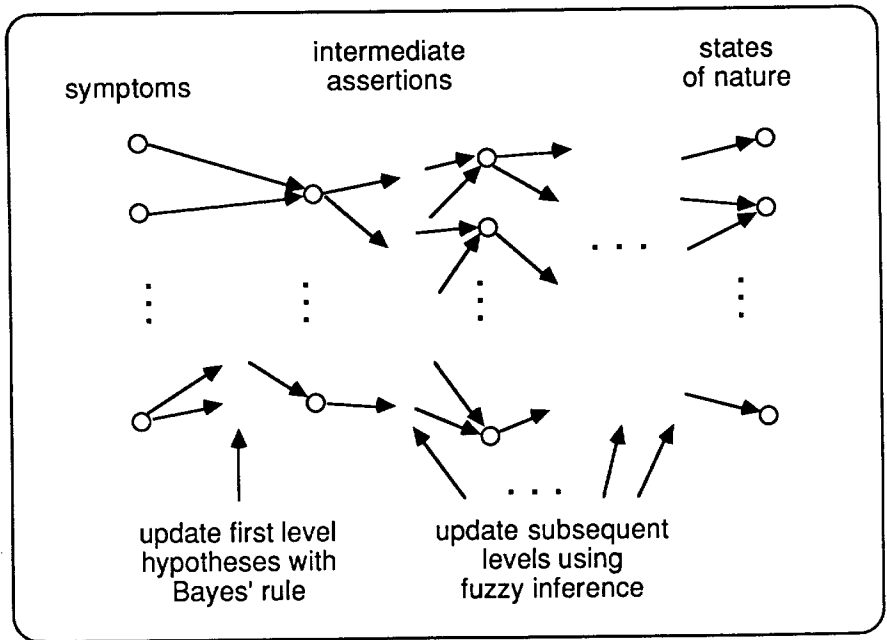 symptoms
intermediate
assertions
states
of nature
update first level
hypotheses with
Bayes' rule
update subsequent
levels using
fuzzy inference